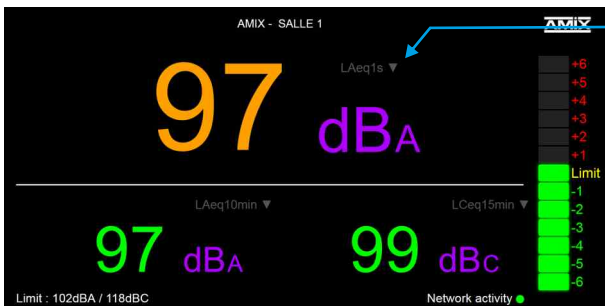 AMIX - SALLE 1
AMIX
LAeq1s ▼
97 dBA
+6
+5
+4
+3
+2
+1
Limit
-1
-2
-3
-4
-5
-6
LAeq10min ▼
97 dBA
LCeq15min ▼
99 dBC
Limit : 102dBA / 118dBC
Network activity